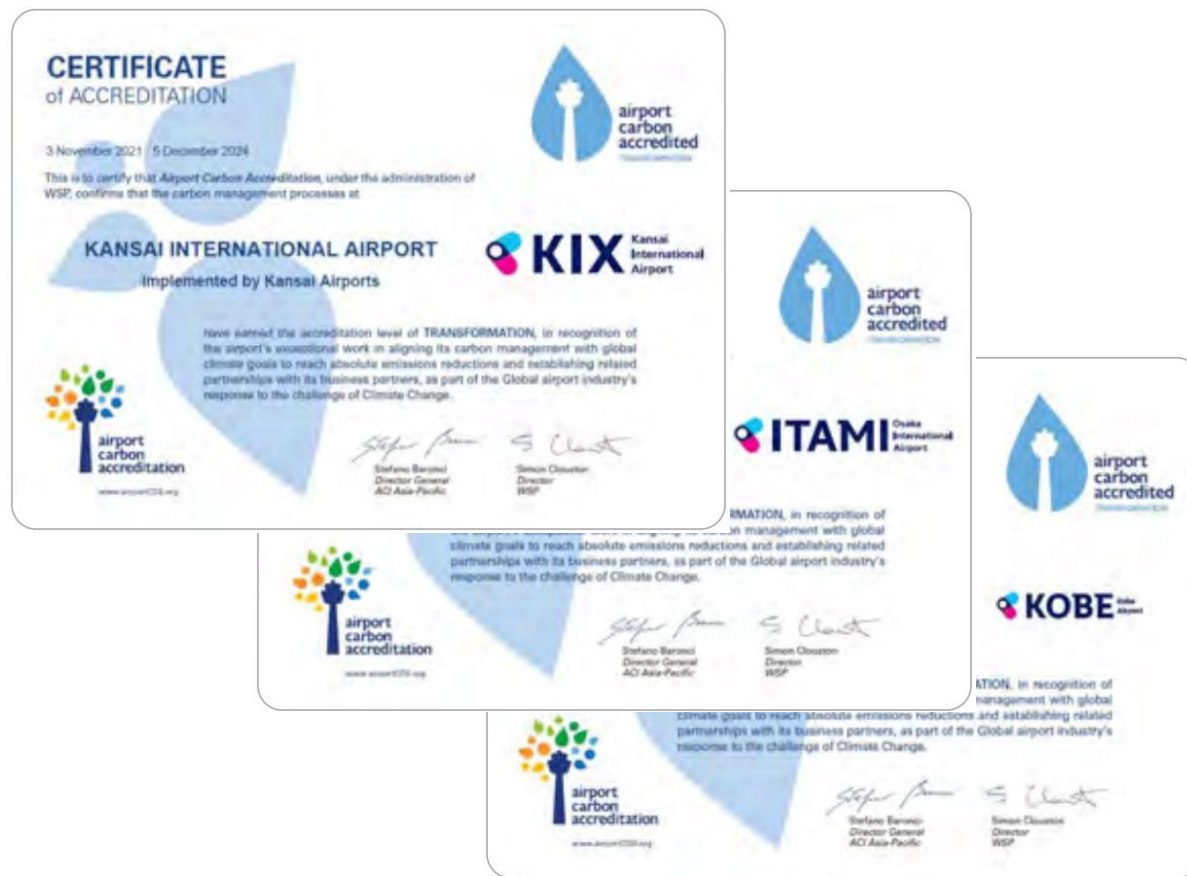 CERTIFICATE
of ACCREDITATION
3 November 2021 5 December 2024
This is to certify that Airport Carbon Accreditation, under the administration of
WSP, confirms that the carbon management processes at
KANSAI INTERNATIONAL AIRPORT
Implemented by Kansai Airports
have earned the accreditation level of TRANSFORMATION, in recognition of
the airport's exceptional work in aligning its carbon management with global
climate goals to reach absolute emissions reductions and establishing related
partnerships with its business partners, as part of the Global airport industry's
response to the challenge of Climate Change.
airport
carbon
accredited
KIX
Kansai
International
Airport
airport
carbon
accreditation
Stefano Baronci
Director General
ACI Asia-Pacific
Simon Clouston
Director
WSP
airport
carbon
accredited
ITAMI
Osaka
International
Airport
RMATION, in recognition of
on management with global
climate goals to reach absolute emissions reductions and establishing related
partnerships with its business partners, as part of the Global airport industry's
response to the challenge of Climate Change.
airport
carbon
accreditation
Stefano Baronci
Director General
ACI Asia-Pacific
Simon Clouston
Director
WSP
airport
carbon
accredited
KOBE
Kobe
Airport
ATION, in recognition of
management with global
climate goals to reach absolute emissions reductions and establishing related
partnerships with its business partners, as part of the Global airport industry's
response to the challenge of Climate Change.
airport
carbon
accreditation
Stefano Baronci
Director General
ACI Asia-Pacific
Simon Clouston
Director
WSP